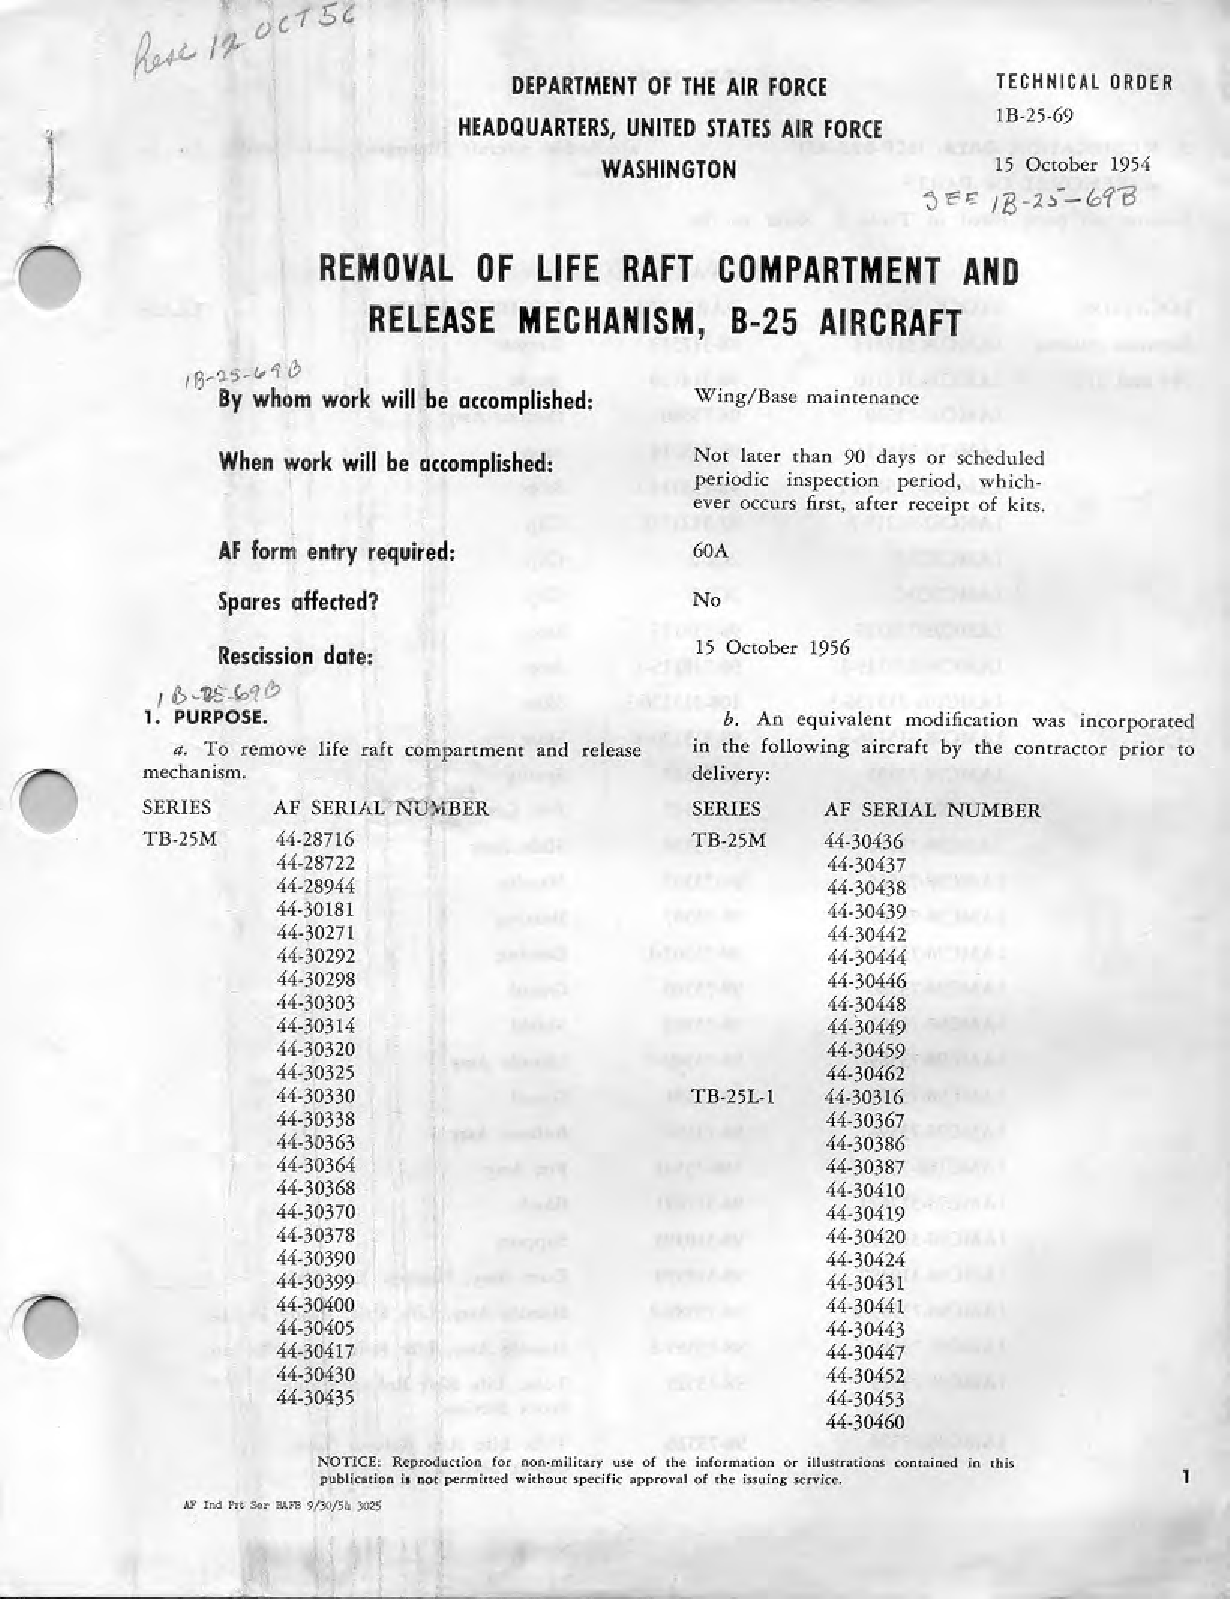 Resc 12 OCT 56
DEPARTMENT OF THE AIR FORCE
HEADQUARTERS, UNITED STATES AIR FORCE
WASHINGTON
TECHNICAL ORDER
1B-25-69
15 October 1954
SEE 1B-25-69B
REMOVAL OF LIFE RAFT COMPARTMENT AND
RELEASE MECHANISM, B-25 AIRCRAFT
1B-25-69B
By whom work will be accomplished:
Wing/Base maintenance
When work will be accomplished:
Not later than 90 days or scheduled
periodic inspection period, which-
ever occurs first, after receipt of kits.
AF form entry required:
60A
Spares affected?
No
Rescission date:
15 October 1956
1B-25-69B
1. PURPOSE.
a. To remove life raft compartment and release
mechanism.
SERIES AF SERIAL NUMBER
TB-25M 44-28716
44-28722
44-28944
44-30181
44-30271
44-30292
44-30298
44-30303
44-30314
44-30320
44-30325
44-30330
44-30338
44-30363
44-30364
44-30368
44-30370
44-30378
44-30390
44-30399
44-30400
44-30405
44-30417
44-30430
44-30435
b. An equivalent modification was incorporated
in the following aircraft by the contractor prior to
delivery:
SERIES AF SERIAL NUMBER
TB-25M 44-30436
44-30437
44-30438
44-30439
44-30442
44-30444
44-30446
44-30448
44-30449
44-30459
44-30462
TB-25L-1 44-30316
44-30367
44-30386
44-30387
44-30410
44-30419
44-30420
44-30424
44-30431
44-30441
44-30443
44-30447
44-30452
44-30453
44-30460
NOTICE: Reproduction for non-military use of the information or illustrations contained in this
publication is not permitted without specific approval of the issuing service.
1
AF Ind Prt Ser BAFB 9/30/54 3025